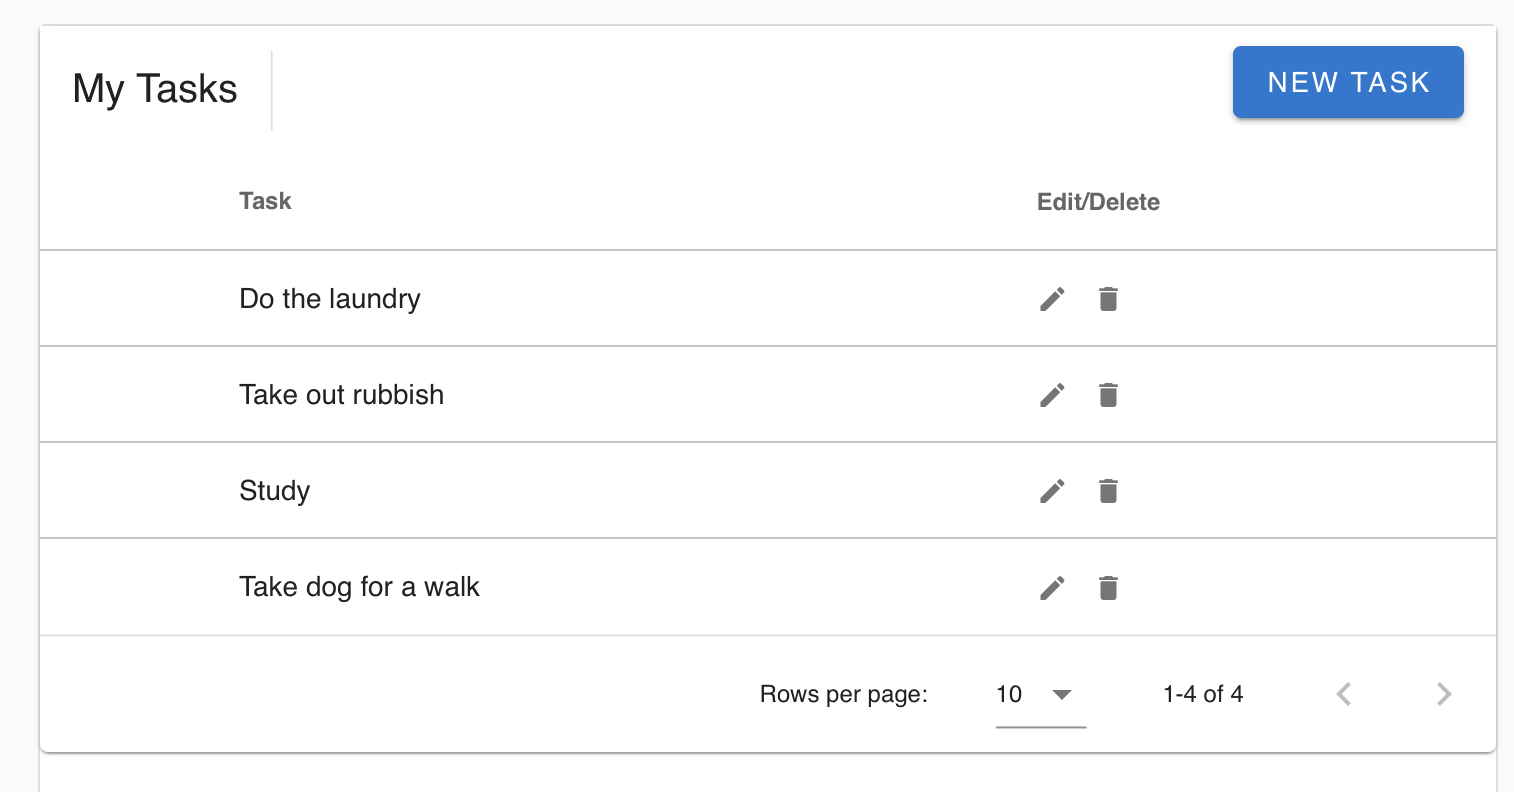 My Tasks
NEW TASK
Task Edit/Delete
Do the laundry
Take out rubbish
Study
Take dog for a walk
Rows per page: 10 1-4 of 4